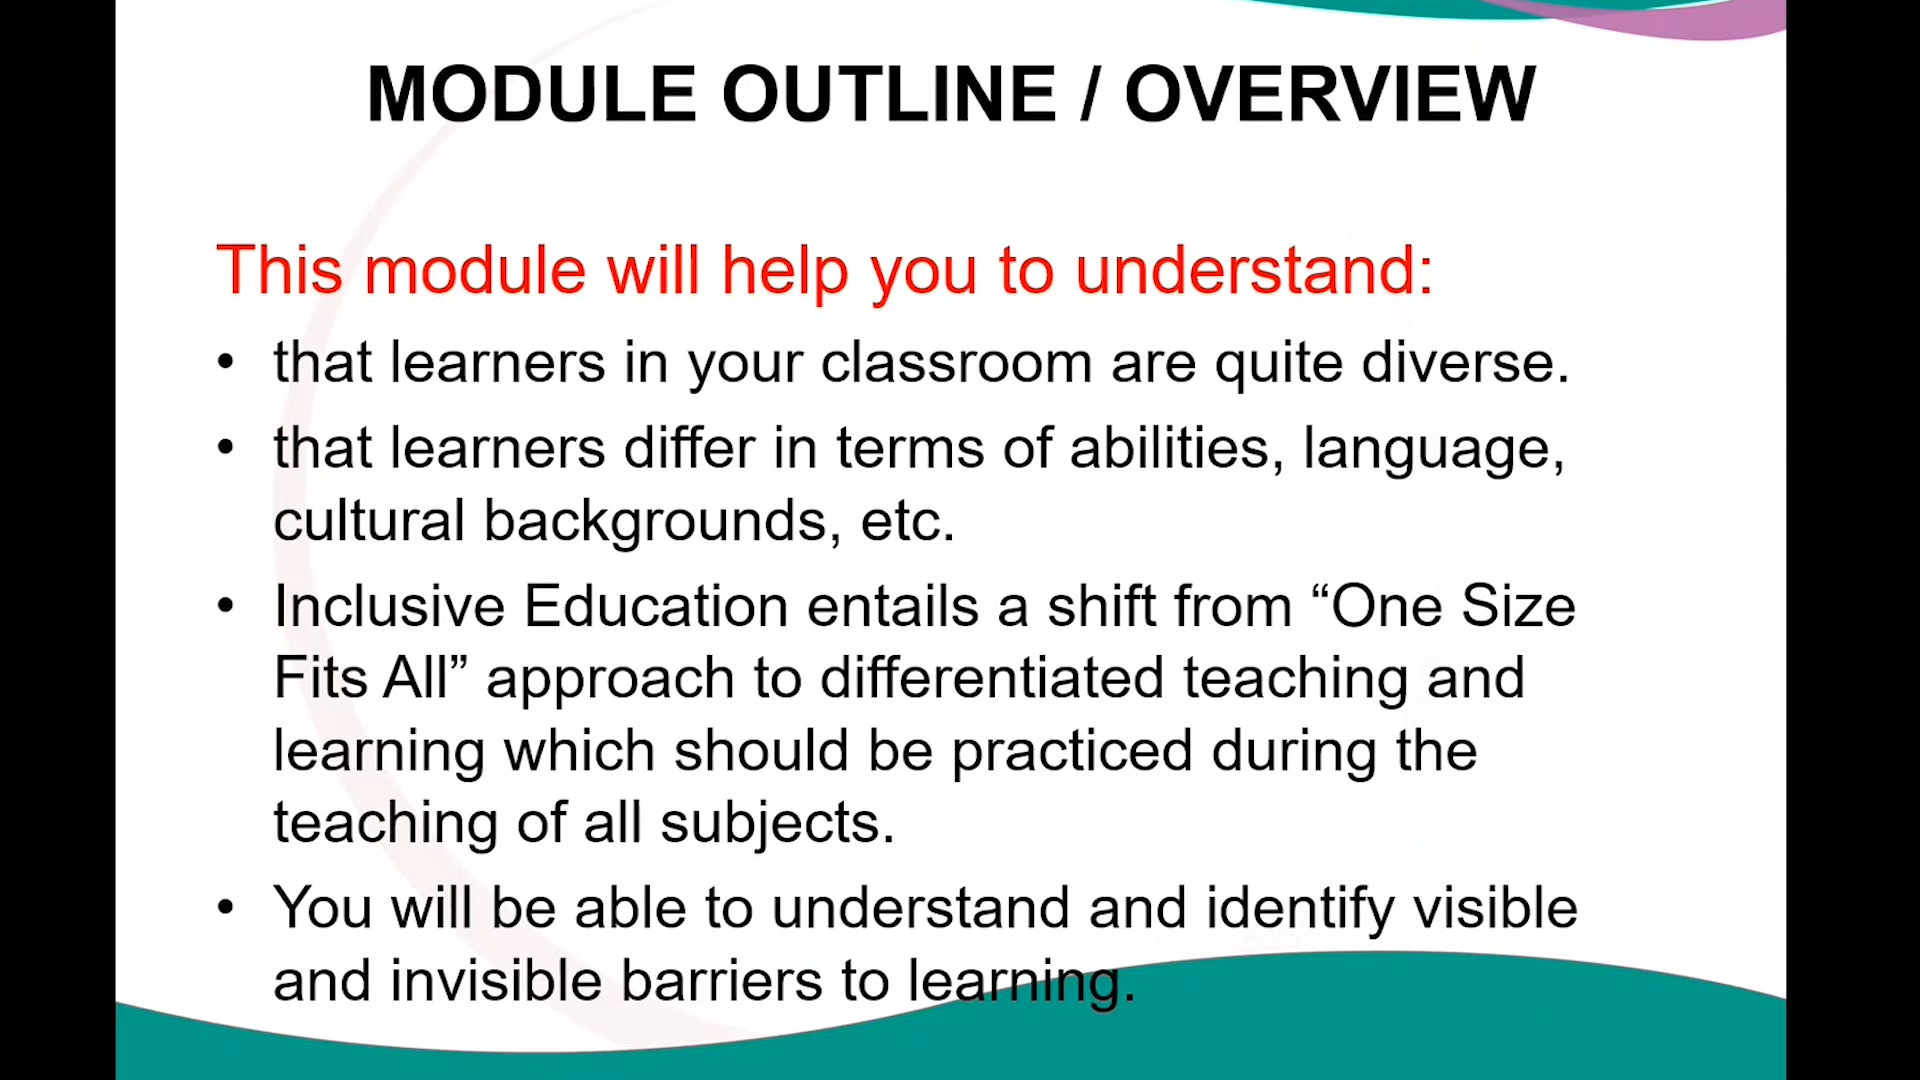 MODULE OUTLINE / OVERVIEW
This module will help you to understand:
• that learners in your classroom are quite diverse.
• that learners differ in terms of abilities, language,
cultural backgrounds, etc.
• Inclusive Education entails a shift from “One Size
Fits All” approach to differentiated teaching and
learning which should be practiced during the
teaching of all subjects.
• You will be able to understand and identify visible
and invisible barriers to learning.